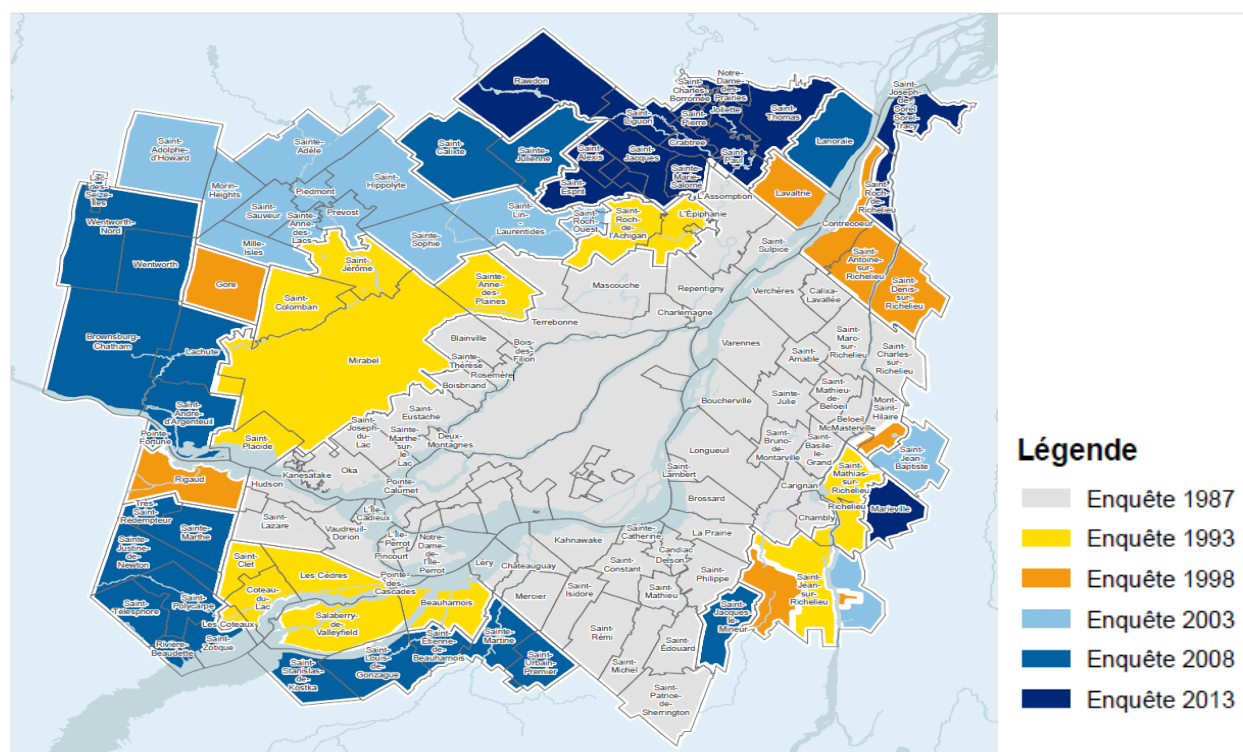 Rawdon
Saint-
Charles-
Borromée
Notre-
Dame-
des-
Prairies
Joliette
Saint-
Pierre
Saint-
Thomas
Saint-
Joseph-
de-
Sorel
Sorel-
Tracy
Saint-
Liguori
Crabtree
Saint-
Paul
Lanoraie
Saint-
Adolphe-
d'Howard
Sainte-
Adèle
Saint-
Calixte
Sainte-
Julienne
Saint-
Alexis
Saint-
Jacques
Saint-
Esprit
Sainte-
Marie-
Salomé
Lac-
des-
Seize-
Îles
Morin-
Heights
Piedmont
Saint-
Hippolyte
Saint-
Sauveur
Sainte-
Anne-
des-
Lacs
Prévost
L'Assomption
Lavaltrie
Saint-
Roch-
de-
Richelieu
Wentworth-
Nord
Wentworth
Mille-
Isles
Sainte-
Sophie
Saint-
Lin-
-
Laurentides
Saint-
Roch-
Ouest
Saint-
Roch-
de-
l'Achigan
L'Épiphanie
Contrecoeur
Gore
Saint-
Jérôme
Saint-
Colomban
Sainte-
Anne-
des-
Plaines
Mascouche
Repentigny
Saint-
Sulpice
Verchères
Calixa-
Lavallée
Saint-
Antoine-
sur-
Richelieu
Saint-
Denis-
sur-
Richelieu
Brownsburg-
Chatham
Lachute
Mirabel
Terrebonne
Charlemagne
Blainville
Bois-
des-
Filion
Sainte-
Thérèse
Rosemère
Boisbriand
Varennes
Saint-
Amable
Saint-
Marc-
sur-
Richelieu
Saint-
Charles-
sur-
Richelieu
Saint-
André-
d'Argenteuil
Pointe-
Fortune
Saint-
Placide
Saint-
Joseph-
du-
Lac
Saint-
Eustache
Sainte-
Marthe-
sur-
le-
Lac
Deux-
Montagnes
Boucherville
Sainte-
Julie
Saint-
Mathieu-
de-
Beloeil
Beloeil
McMasterville
Mont-
Saint-
Hilaire
Rigaud
Hudson
Kanesatake
Oka
Pointe-
Calumet
Longueuil
Saint-
Bruno-
de-
Montarville
Saint-
Basile-
le-
Grand
Saint-
Jean-
Baptiste
Saint-
Lambert
Saint-
Mathias-
sur-
Richelieu
Très-
Saint-
Rédempteur
Sainte-
Marthe
Saint-
Lazare
Vaudreuil-
Dorion
L'Île-
Cadieux
L'Île-
Perrot
Pincourt
Notre-
Dame-
de-
l'Île-
Perrot
Brossard
Carignan
Chambly
Richelieu
Marieville
Sainte-
Justine-
de-
Newton
Saint-
Clet
Les Cèdres
Pointe-
des-
Cascades
Léry
Châteauguay
Kahnawake
Sainte-
Catherine
Candiac
Delson
La Prairie
Saint-
Constant
Saint-
Philippe
Saint-
Télesphore
Saint-
Polycarpe
Coteau-
du-
Lac
Les Coteaux
Salaberry-
de-
Valleyfield
Beauharnois
Mercier
Saint-
Isidore
Saint-
Mathieu
Saint-
Jean-
sur-
Richelieu
Rivière-
Beaudette
Saint-
Zotique
Saint-
Stanislas-
de-
Kostka
Saint-
Louis-
de-
Gonzague
Saint-
Étienne-
de-
Beauharnois
Sainte-
Martine
Saint-
Urbain-
Premier
Saint-
Rémi
Saint-
Michel
Saint-
Édouard
Saint-
Jacques-
le-
Mineur
Saint-
Patrice-
de-
Sherrington
Légende
Enquête 1987
Enquête 1993
Enquête 1998
Enquête 2003
Enquête 2008
Enquête 2013